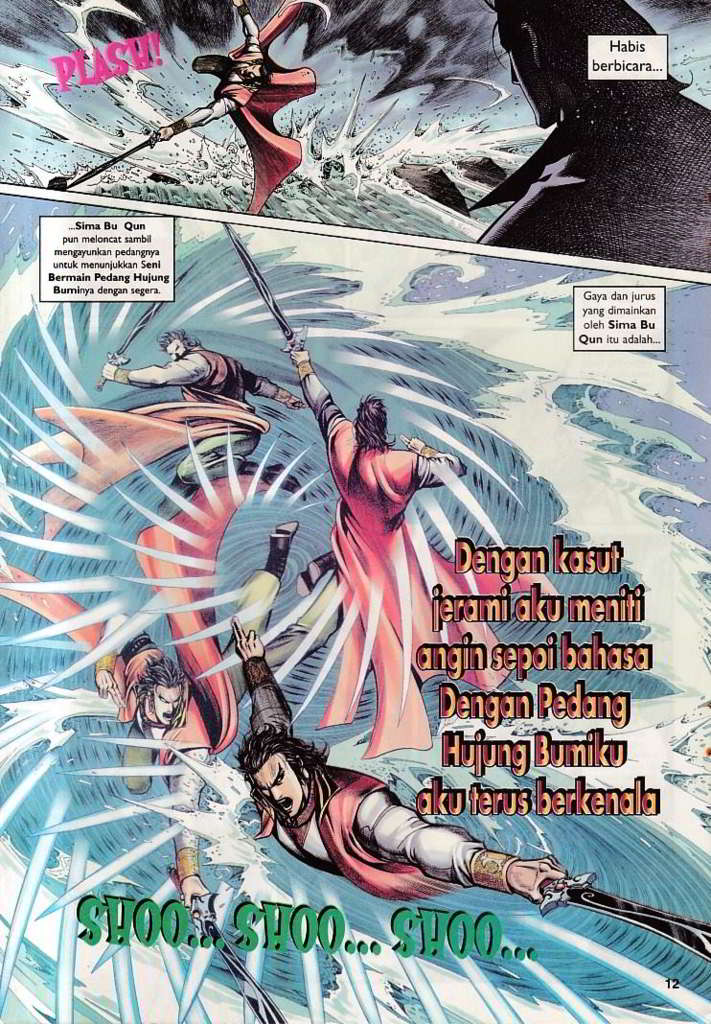 PLASH!
Habis
berbicara...
...Sima Bu Qun
pun meloncat sambil
mengayunkan pedangnya
untuk menunjukkan Seni
Bermain Pedang Hujung
Buminya dengan segera.
Gaya dan jurus
yang dimainkan
oleh Sima Bu
Qun itu adalah...
Dengan kasut
jerami aku meniti
angin sepoi bahasa
Dengan Pedang
Hujung Bumiku
aku terus berkenala
SHOO... SHOO... SHOO...
12